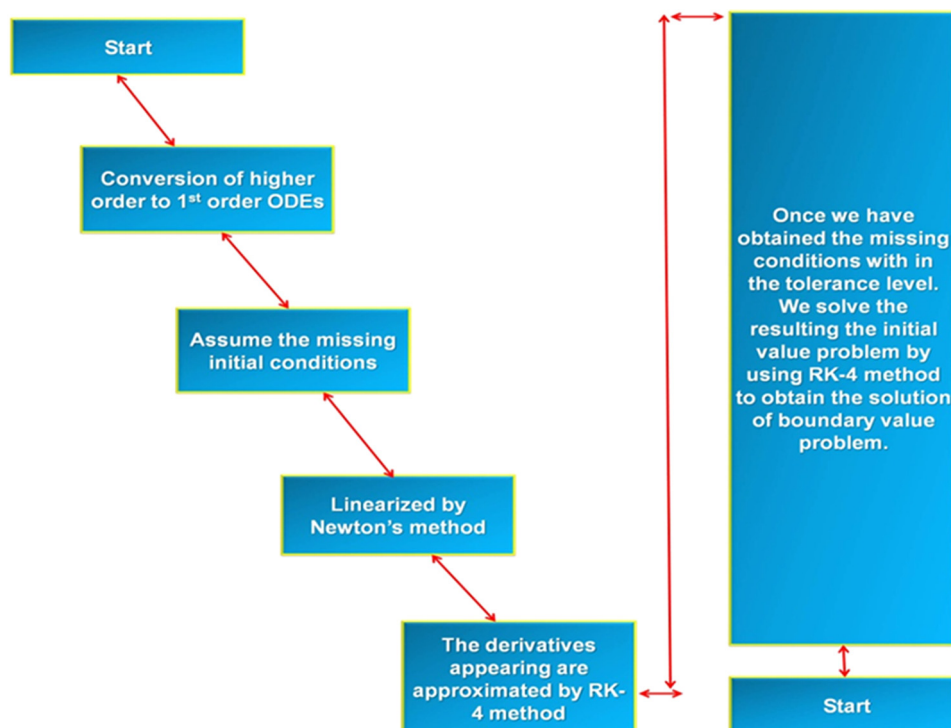 Start
Conversion of higher
order to 1st order ODEs
Assume the missing
initial conditions
Linearized by
Newton's method
The derivatives
appearing are
approximated by RK-
4 method
Once we have
obtained the missing
conditions with in
the tolerance level.
We solve the
resulting the initial
value problem by
using RK-4 method
to obtain the solution
of boundary value
problem.
Start